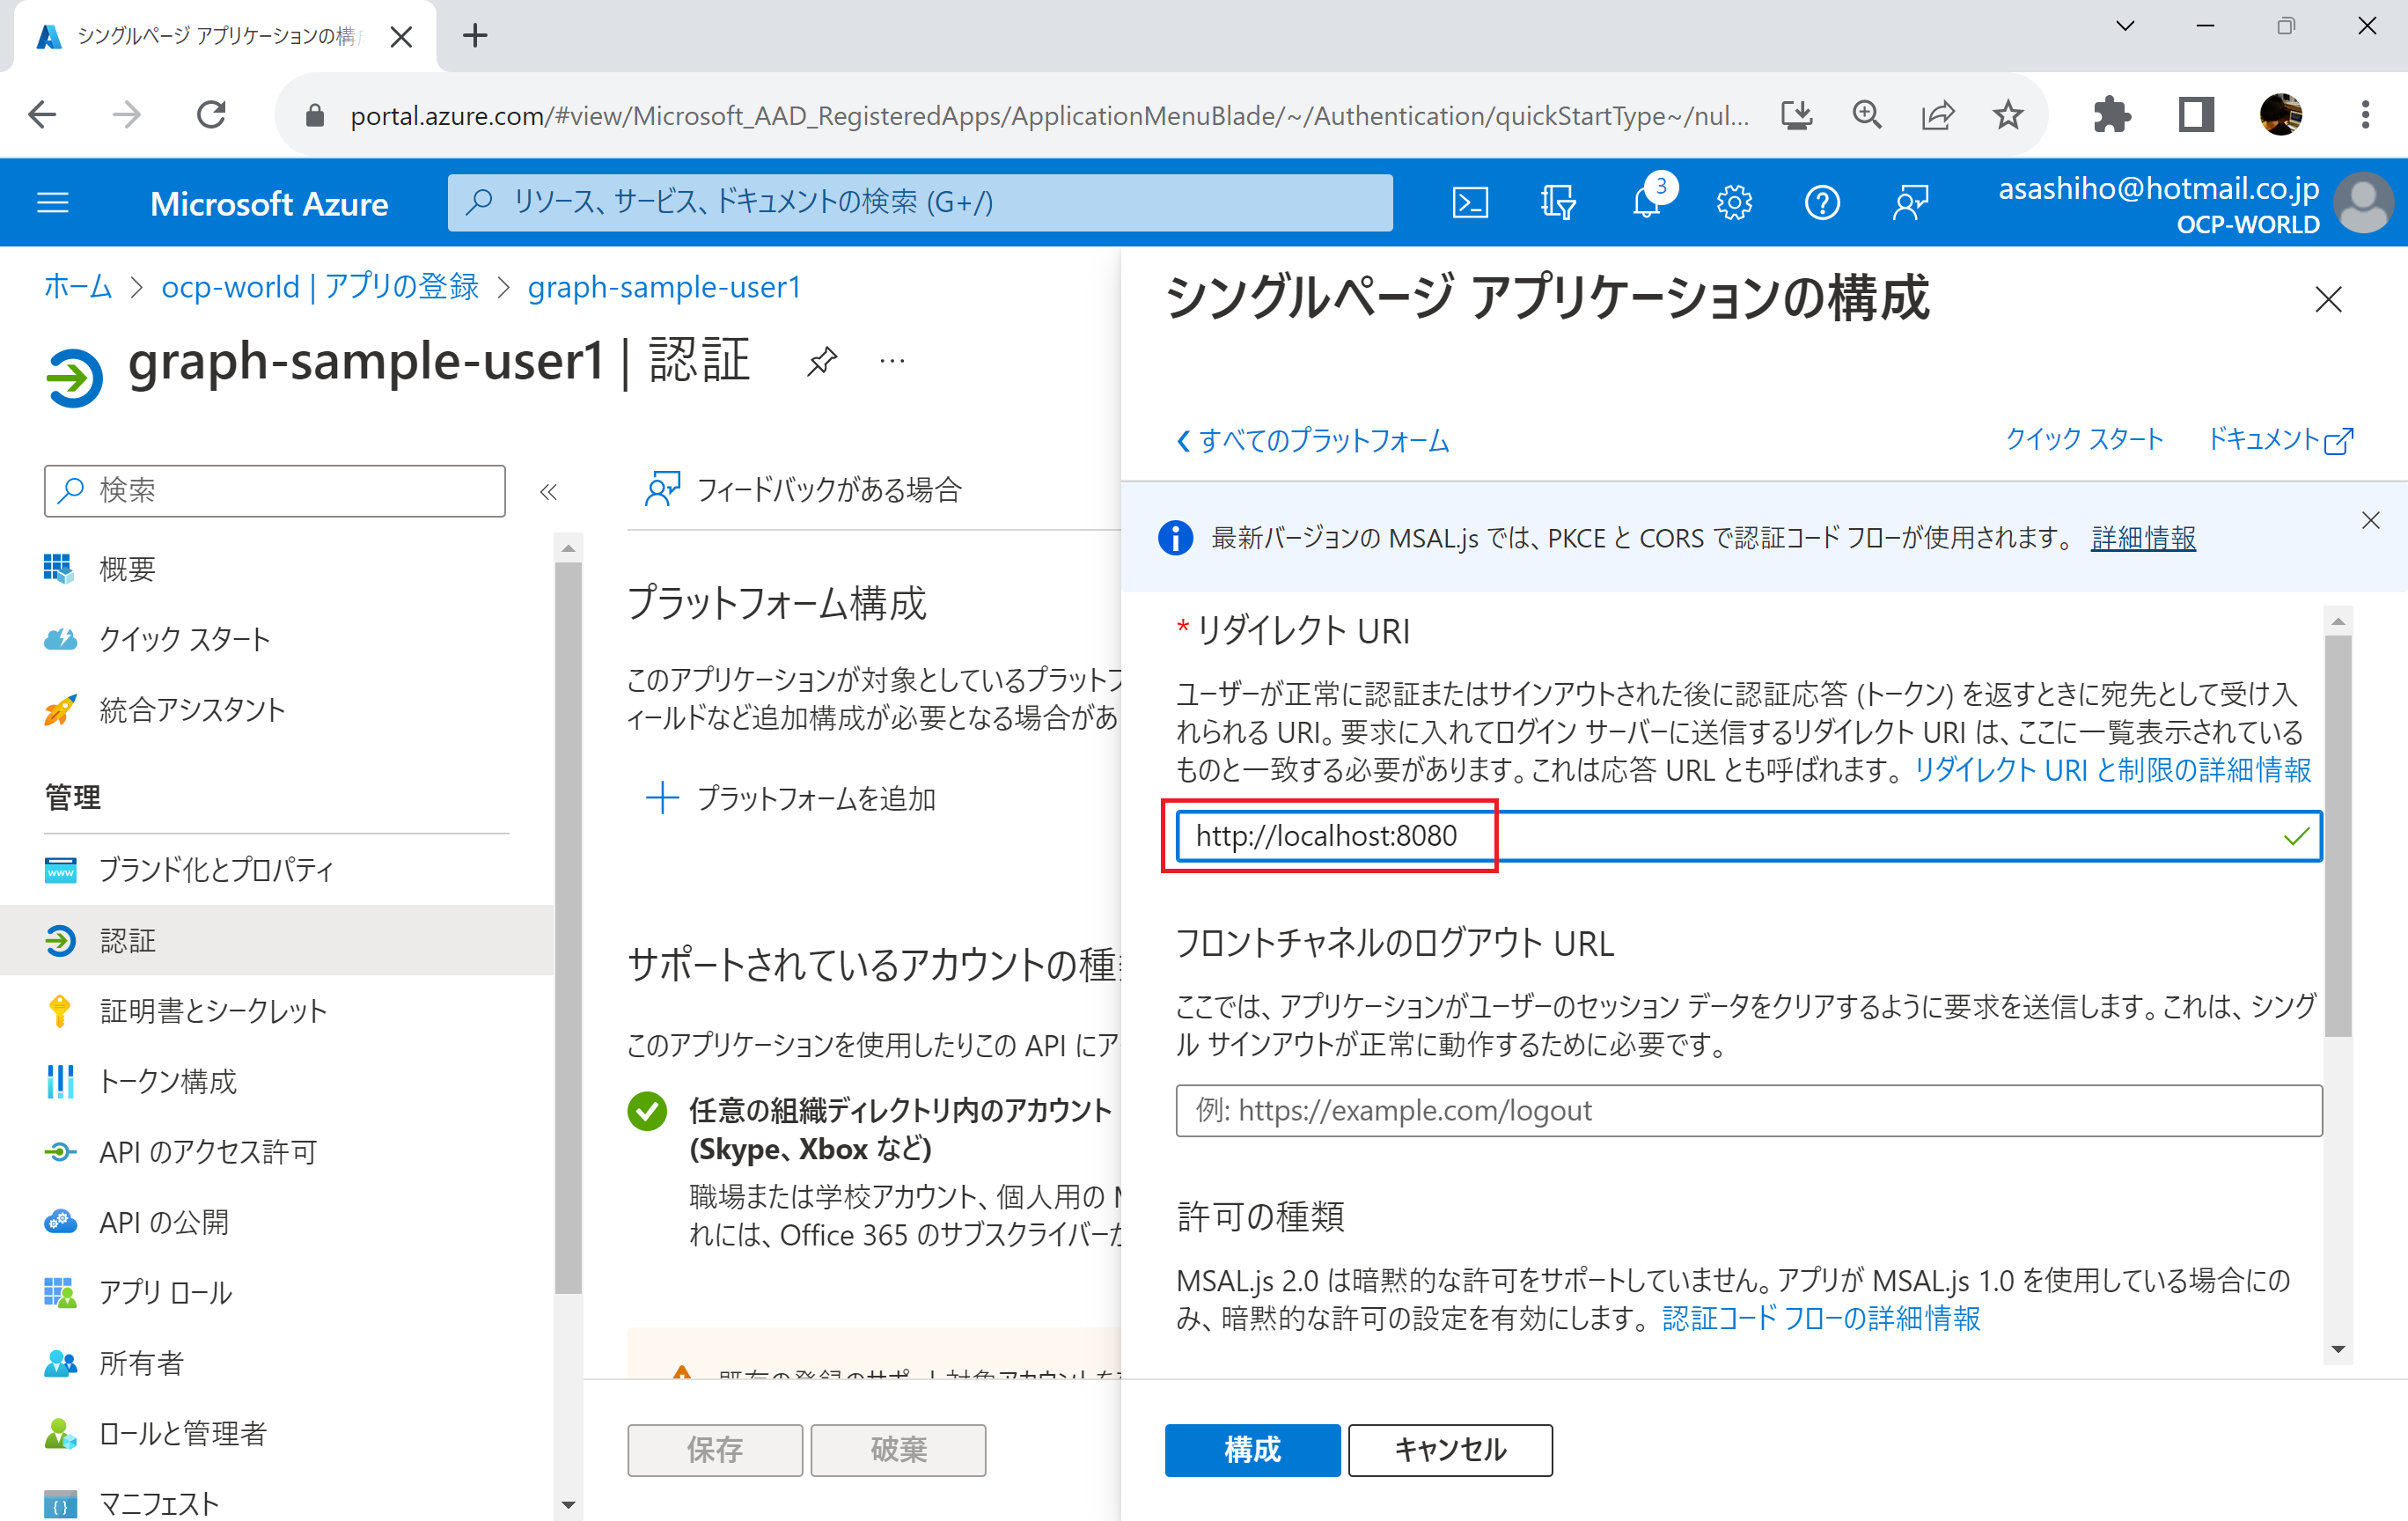 シングルページ アプリケーションの構
portal.azure.com/#view/Microsoft_AAD_RegisteredApps/ApplicationMenuBlade/~/Authentication/quickStartType~/nul...
Microsoft Azure
リソース、サービス、ドキュメントの検索 (G+/)
3
asashiho@hotmail.co.jp
OCP-WORLD
ホーム > ocp-world | アプリの登録 > graph-sample-user1
graph-sample-user1 | 認証
検索
概要
クイック スタート
統合アシスタント
管理
ブランド化とプロパティ
認証
証明書とシークレット
トークン構成
API のアクセス許可
API の公開
アプリ ロール
所有者
ロールと管理者
マニフェスト
フィードバックがある場合
プラットフォーム構成
このアプリケーションが対象としているプラットフ
ィールドなど追加構成が必要となる場合があ
プラットフォームを追加
サポートされているアカウントの種
このアプリケーションを使用したりこの API にア
任意の組織ディレクトリ内のアカウント
(Skype、Xbox など)
職場または学校アカウント、個人用の M
れには、Office 365 のサブスクライバーが
既存の登録のサポート対象アカウントを
保存
破棄
シングルページ アプリケーションの構成
すべてのプラットフォーム
クイック スタート
ドキュメント
最新バージョンの MSAL.js では、PKCE と CORS で認証コード フローが使用されます。 詳細情報
* リダイレクト URI
ユーザーが正常に認証またはサインアウトされた後に認証応答 (トークン) を返すときに宛先として受け入
れられる URI。要求に入れてログイン サーバーに送信するリダイレクト URI は、ここに一覧表示されている
ものと一致する必要があります。これは応答 URL とも呼ばれます。 リダイレクト URI と制限の詳細情報
http://localhost:8080
フロントチャネルのログアウト URL
ここでは、アプリケーションがユーザーのセッション データをクリアするように要求を送信します。これは、シング
ル サインアウトが正常に動作するために必要です。
例: https://example.com/logout
許可の種類
MSAL.js 2.0 は暗黙的な許可をサポートしていません。アプリが MSAL.js 1.0 を使用している場合にの
み、暗黙的な許可の設定を有効にします。 認証コード フローの詳細情報
構成
キャンセル